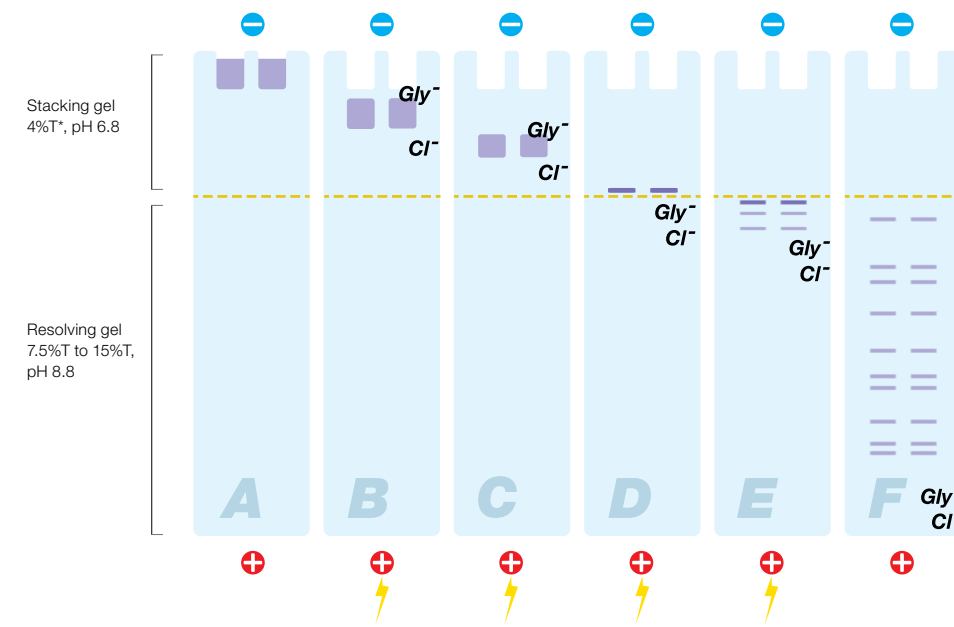 Stacking gel
4%T*, pH 6.8
Resolving gel
7.5%T to 15%T,
pH 8.8
Gly⁻
Cl⁻
Gly⁻
Cl⁻
Gly⁻
Cl⁻
Gly⁻
Cl⁻
Gly
Cl
A
B
C
D
E
F